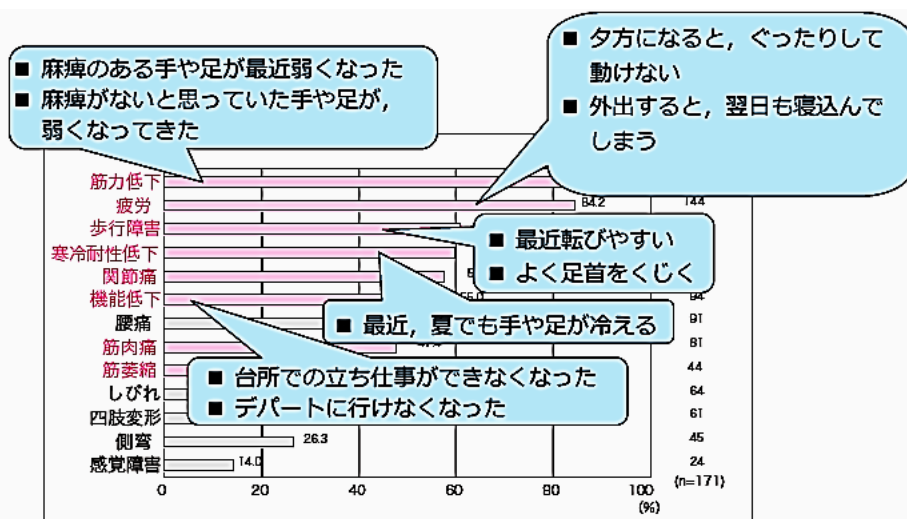 ■ 麻痺のある手や足が最近弱くなった
■ 麻痺がないと思っていた手や足が，
弱くなってきた
■ 夕方になると，ぐったりして
動けない
■ 外出すると，翌日も寝込んで
しまう
筋力低下
疲労 84.2 144
歩行障害
■ 最近転びやすい
■ よく足首をくじく
寒冷耐性低下
関節痛
機能低下 94
■ 最近，夏でも手や足が冷える
腰痛 91
筋肉痛 81
筋萎縮 44
■ 台所での立ち仕事ができなくなった
■ デパートに行けなくなった
しびれ 64
四肢変形 61
側弯 26.3 45
感覚障害 14.0 24
0 20 40 60 80 100
(%)
(n=171)